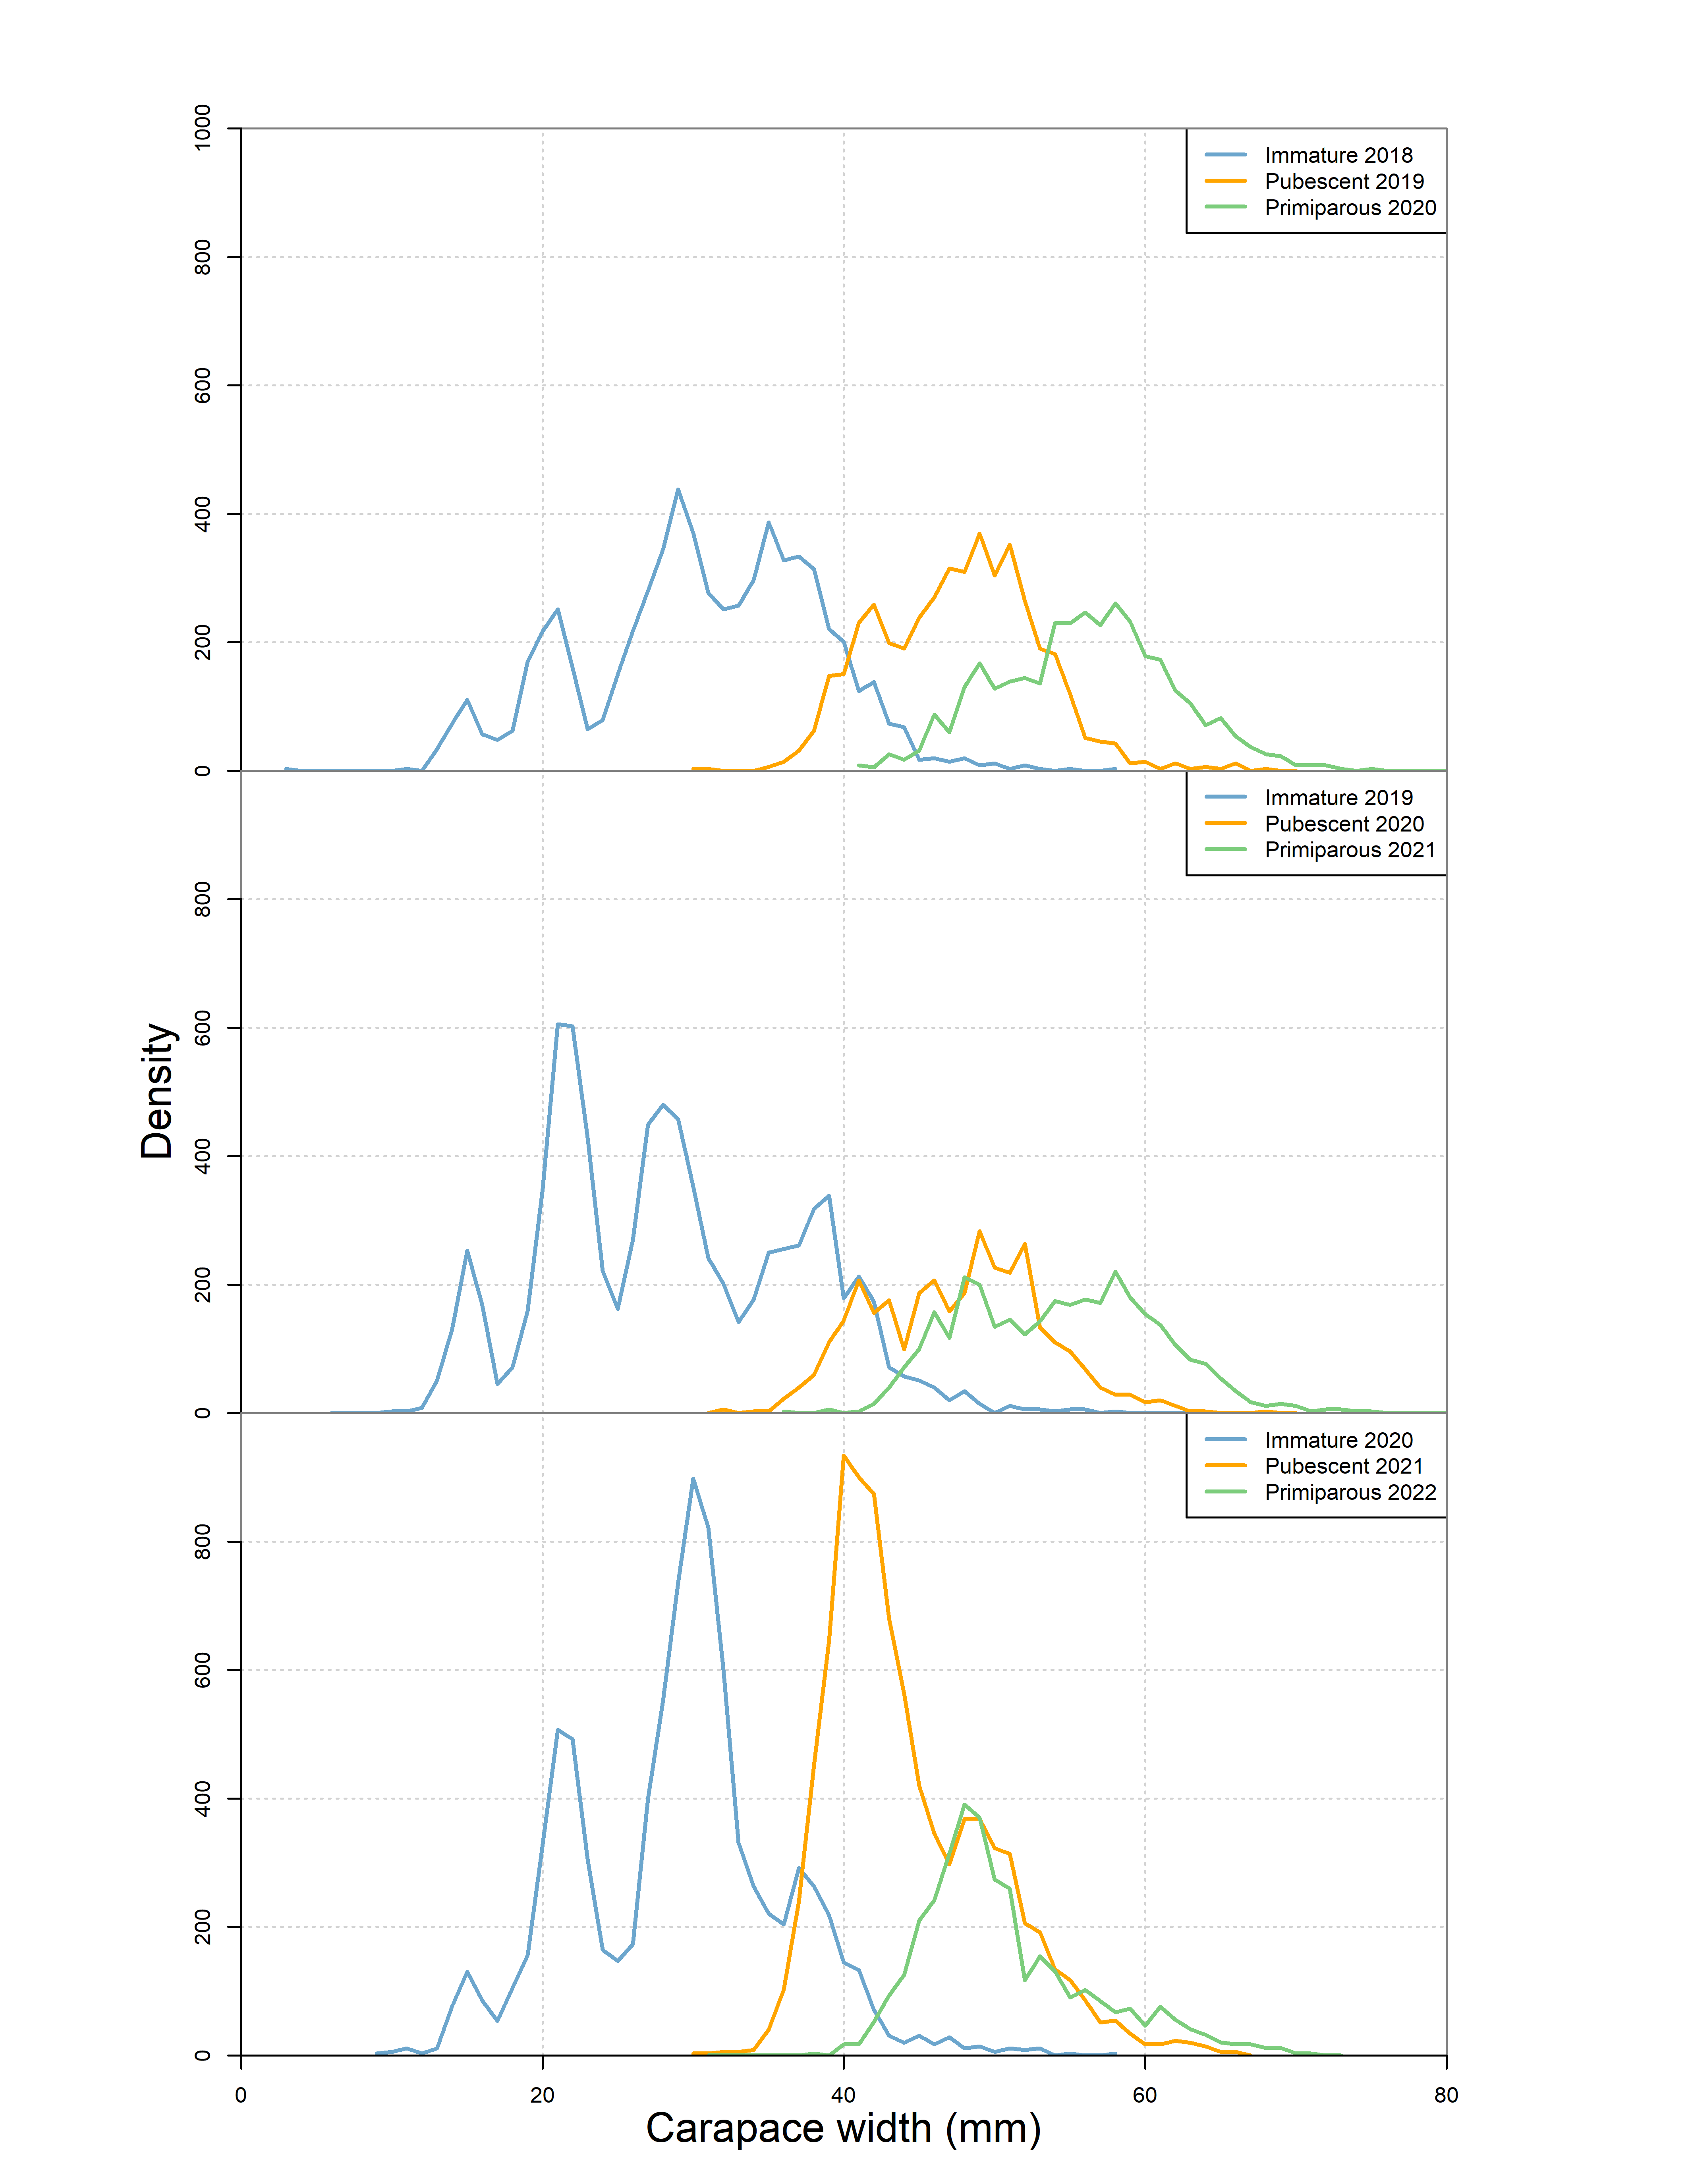 1000
800
600
400
200
0
Immature 2018
Pubescent 2019
Primiparous 2020
800
600
400
200
0
Immature 2019
Pubescent 2020
Primiparous 2021
Density
800
600
400
200
0
Immature 2020
Pubescent 2021
Primiparous 2022
0 20 40 60 80
Carapace width (mm)